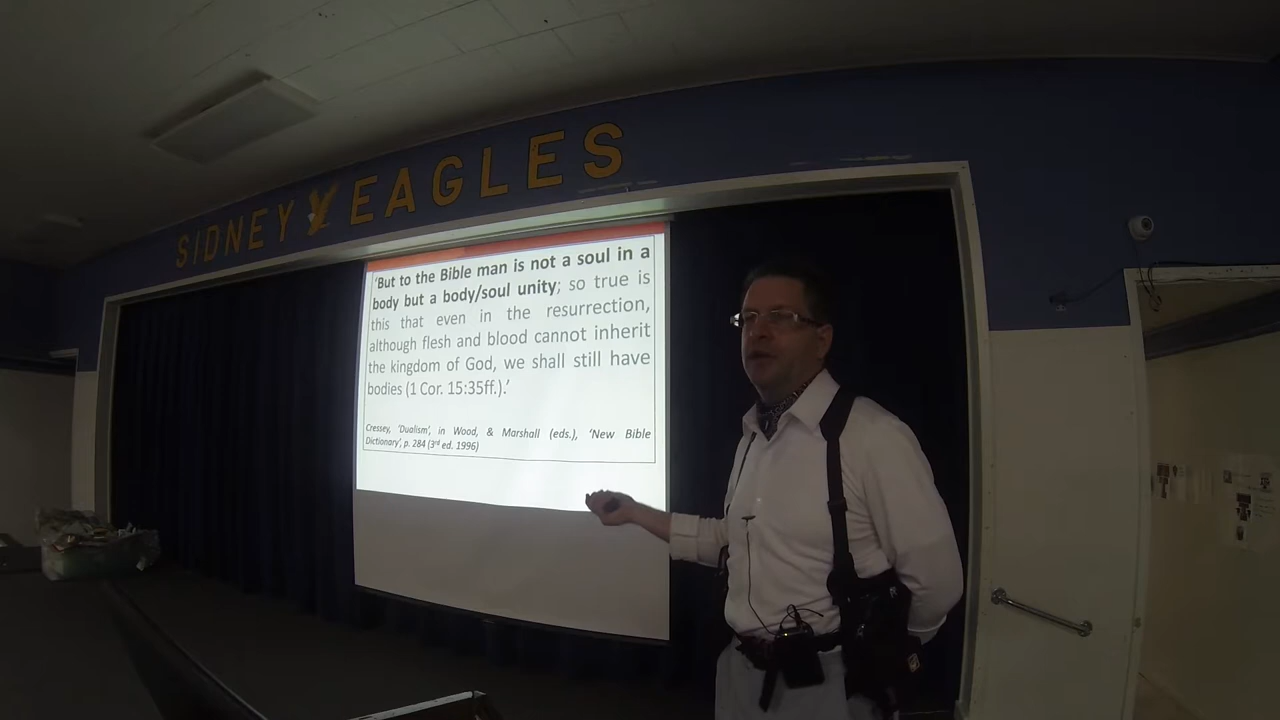 SIDNEY EAGLES
'But to the Bible man is not a soul in a
body but a body/soul unity; so true is
this that even in the resurrection,
although flesh and blood cannot inherit
the kingdom of God, we shall still have
bodies (1 Cor. 15:35ff.).'
Cressey, 'Dualism', in Wood, & Marshall (eds.), 'New Bible
Dictionary', p. 284 (3rd ed. 1996)